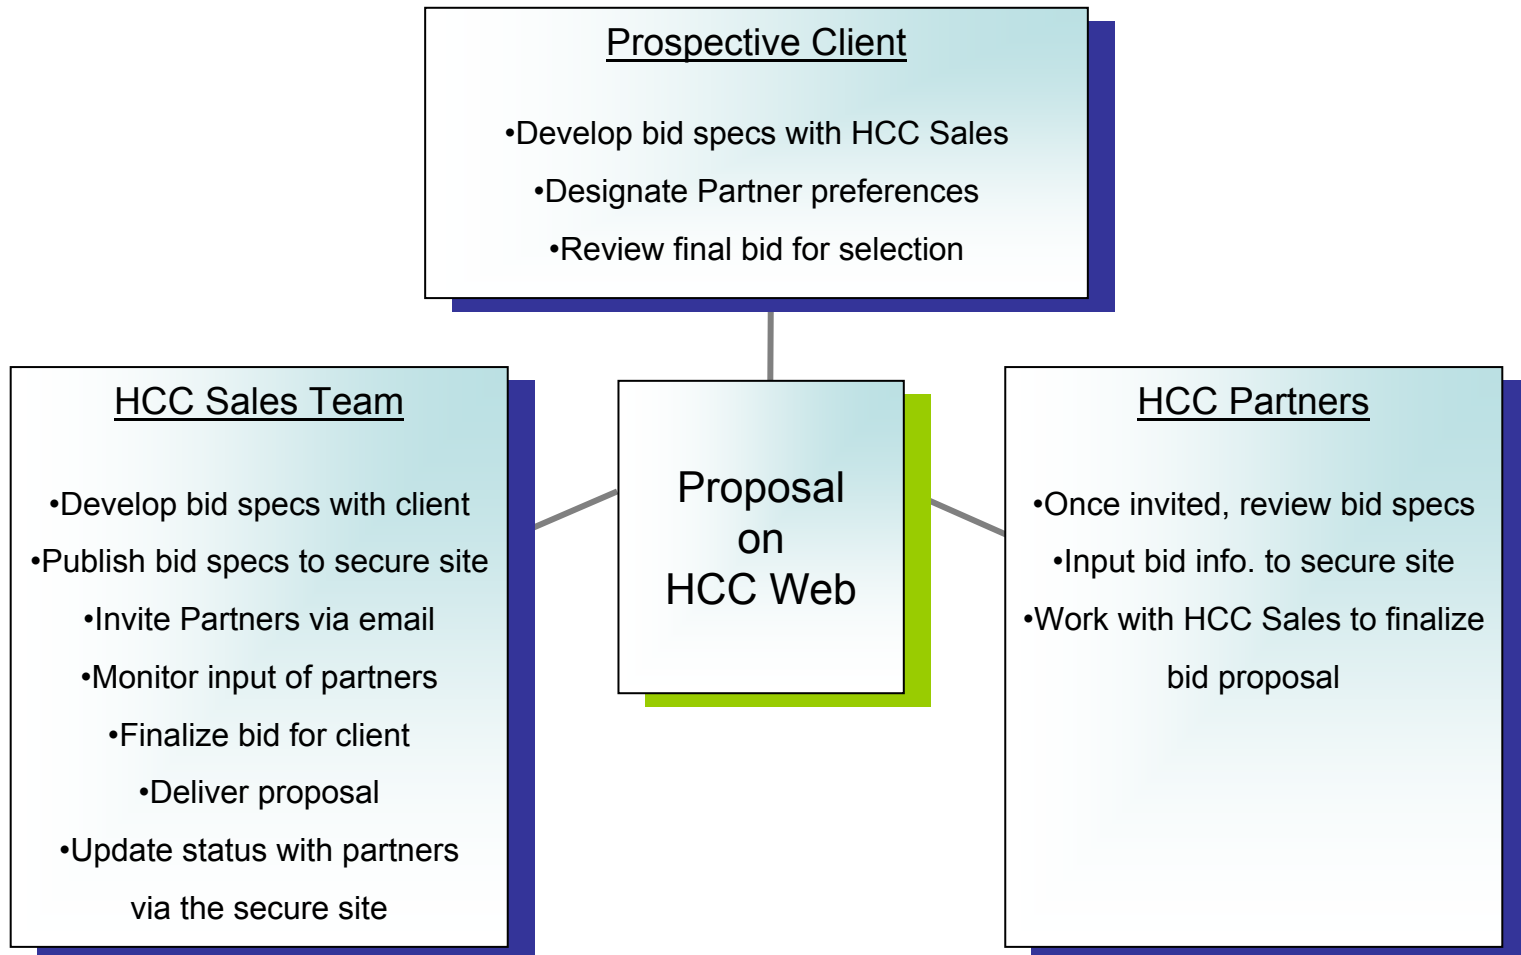 Prospective Client
•Develop bid specs with HCC Sales
•Designate Partner preferences
•Review final bid for selection
HCC Sales Team
•Develop bid specs with client
•Publish bid specs to secure site
•Invite Partners via email
•Monitor input of partners
•Finalize bid for client
•Deliver proposal
•Update status with partners
via the secure site
Proposal
on
HCC Web
HCC Partners
•Once invited, review bid specs
•Input bid info. to secure site
•Work with HCC Sales to finalize
bid proposal